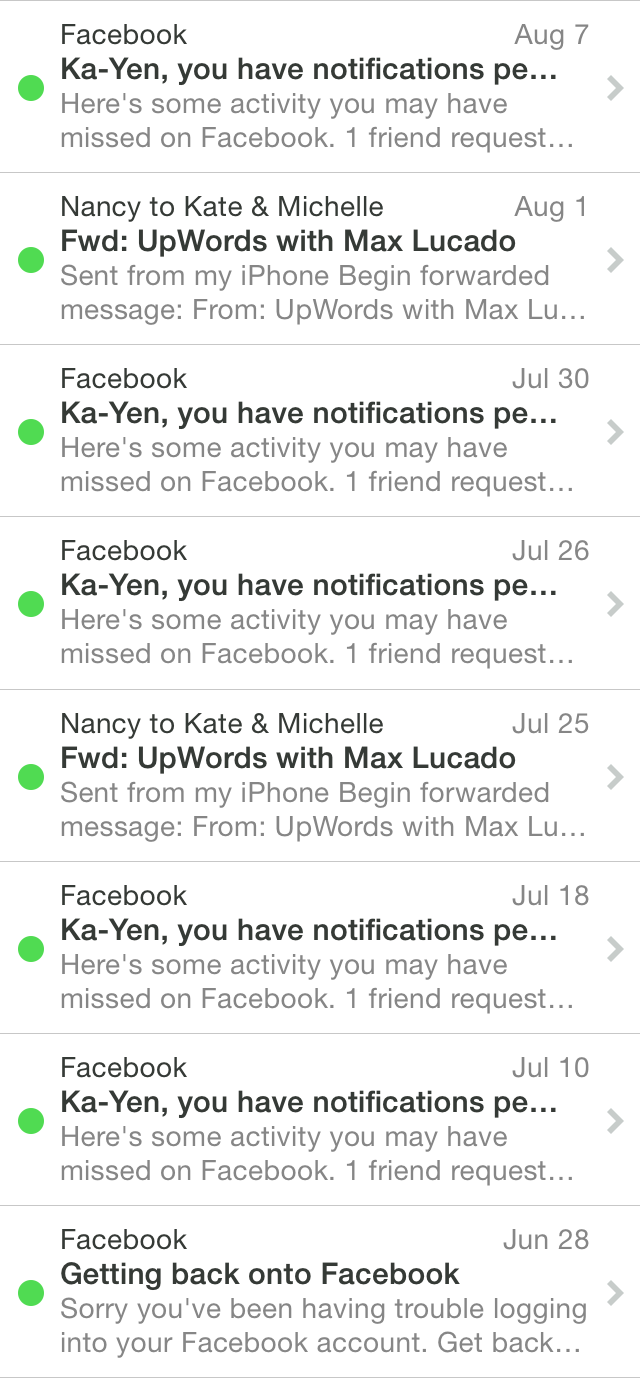 Facebook Aug 7
Ka-Yen, you have notifications pe...
Here's some activity you may have
missed on Facebook. 1 friend request...
Nancy to Kate & Michelle Aug 1
Fwd: UpWords with Max Lucado
Sent from my iPhone Begin forwarded
message: From: UpWords with Max Lu...
Facebook Jul 30
Ka-Yen, you have notifications pe...
Here's some activity you may have
missed on Facebook. 1 friend request...
Facebook Jul 26
Ka-Yen, you have notifications pe...
Here's some activity you may have
missed on Facebook. 1 friend request...
Nancy to Kate & Michelle Jul 25
Fwd: UpWords with Max Lucado
Sent from my iPhone Begin forwarded
message: From: UpWords with Max Lu...
Facebook Jul 18
Ka-Yen, you have notifications pe...
Here's some activity you may have
missed on Facebook. 1 friend request...
Facebook Jul 10
Ka-Yen, you have notifications pe...
Here's some activity you may have
missed on Facebook. 1 friend request...
Facebook Jun 28
Getting back onto Facebook
Sorry you've been having trouble logging
into your Facebook account. Get back...